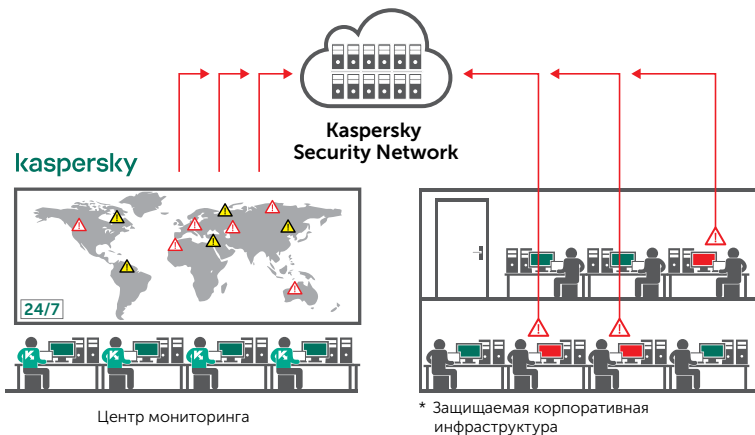 Kaspersky
Security Network
kaspersky
24/7
Центр мониторинга
* Защищаемая корпоративная
инфраструктура